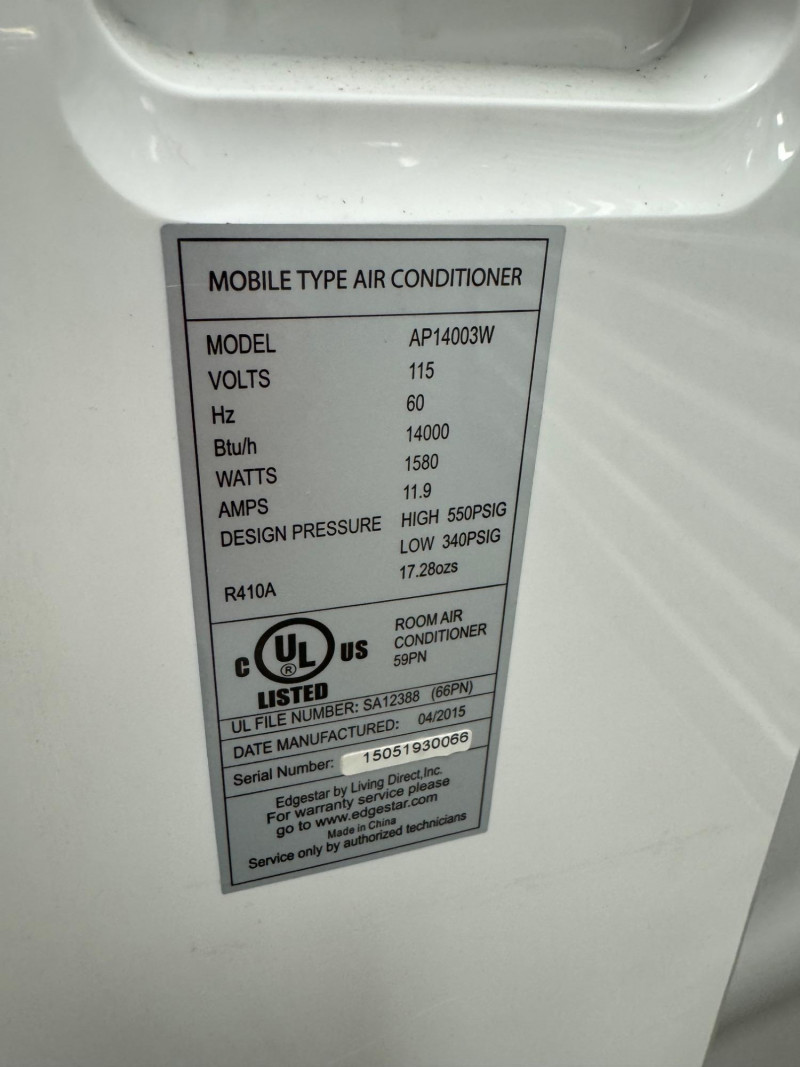 MOBILE TYPE AIR CONDITIONER
MODEL AP14003W
VOLTS 115
Hz 60
Btu/h 14000
WATTS 1580
AMPS 11.9
DESIGN PRESSURE HIGH 550PSIG
LOW 340PSIG
R410A 17.28ozs
C UL ® US
LISTED
ROOM AIR
CONDITIONER
59PN
UL FILE NUMBER: SA12388 (66PN)
DATE MANUFACTURED: 04/2015
Serial Number: 15051930066
Edgestar by Living Direct,Inc.
For warranty service please
go to www.edgestar.com
Made in China
Service only by authorized technicians